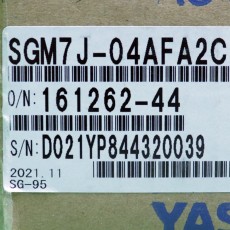 SGM7J-04AFA2C
O/N: 161262-44
S/N: D021YP844320039
2021.11
SG-95
YAS